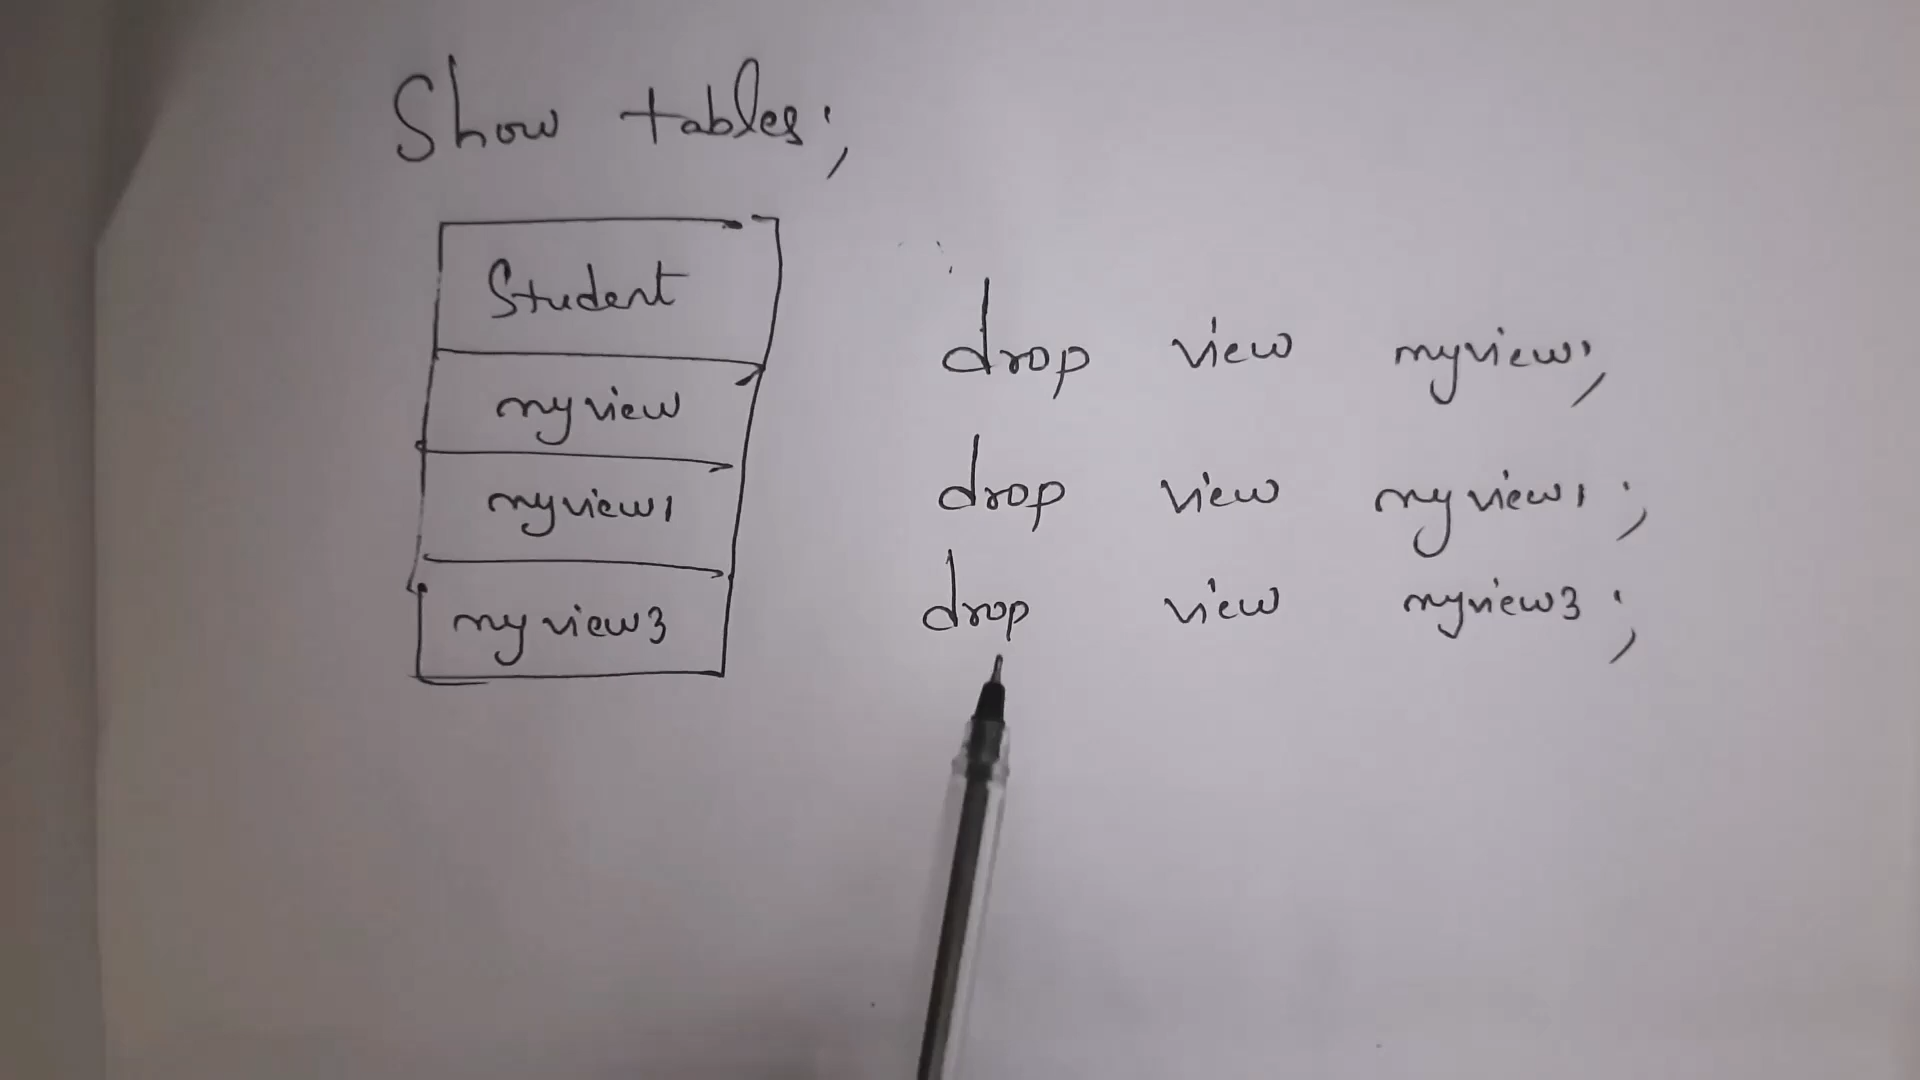 Show tables;
Student
myview
myview1
myview3
drop view myview;
drop view myview1;
drop view myview3;